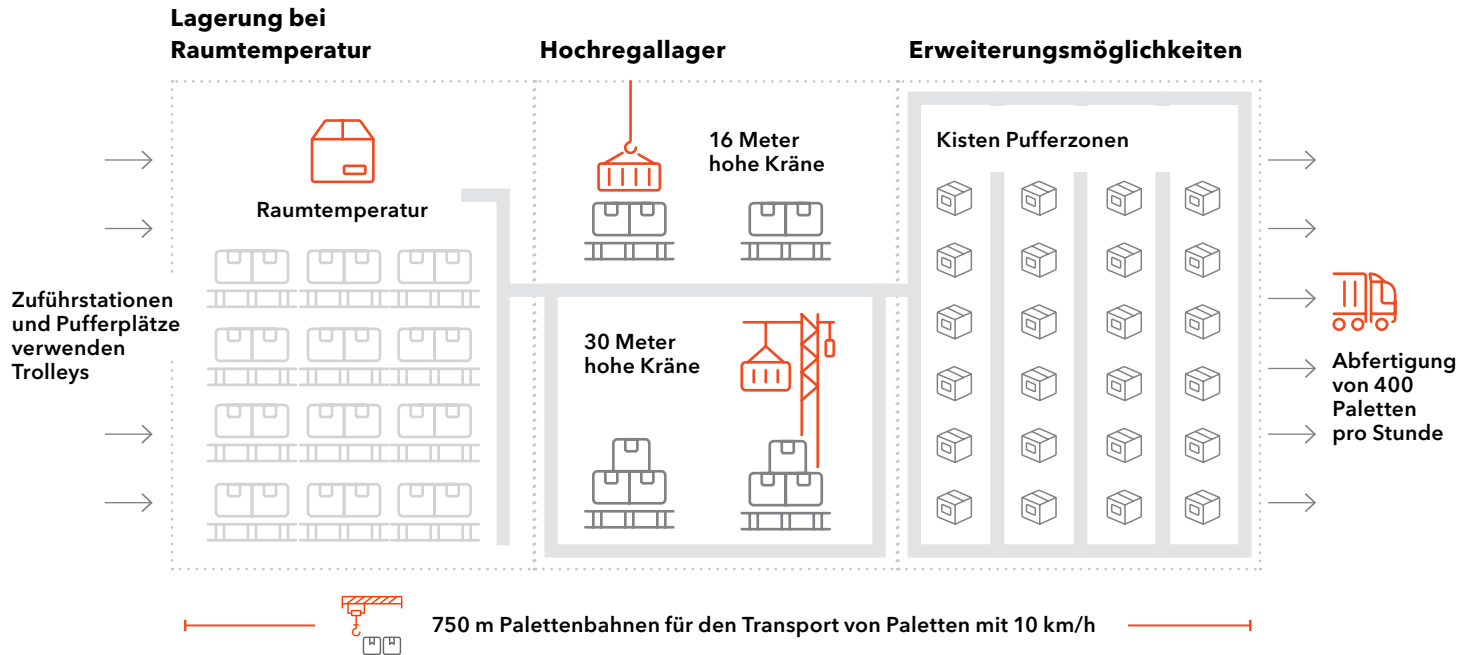 Lagerung bei
Raumtemperatur
Hochregallager
Erweiterungsmöglichkeiten
Raumtemperatur
16 Meter
hohe Kräne
Kisten Pufferzonen
Zuführstationen
und Pufferplätze
verwenden
Trolleys
30 Meter
hohe Kräne
Abfertigung
von 400
Paletten
pro Stunde
750 m Palettenbahnen für den Transport von Paletten mit 10 km/h